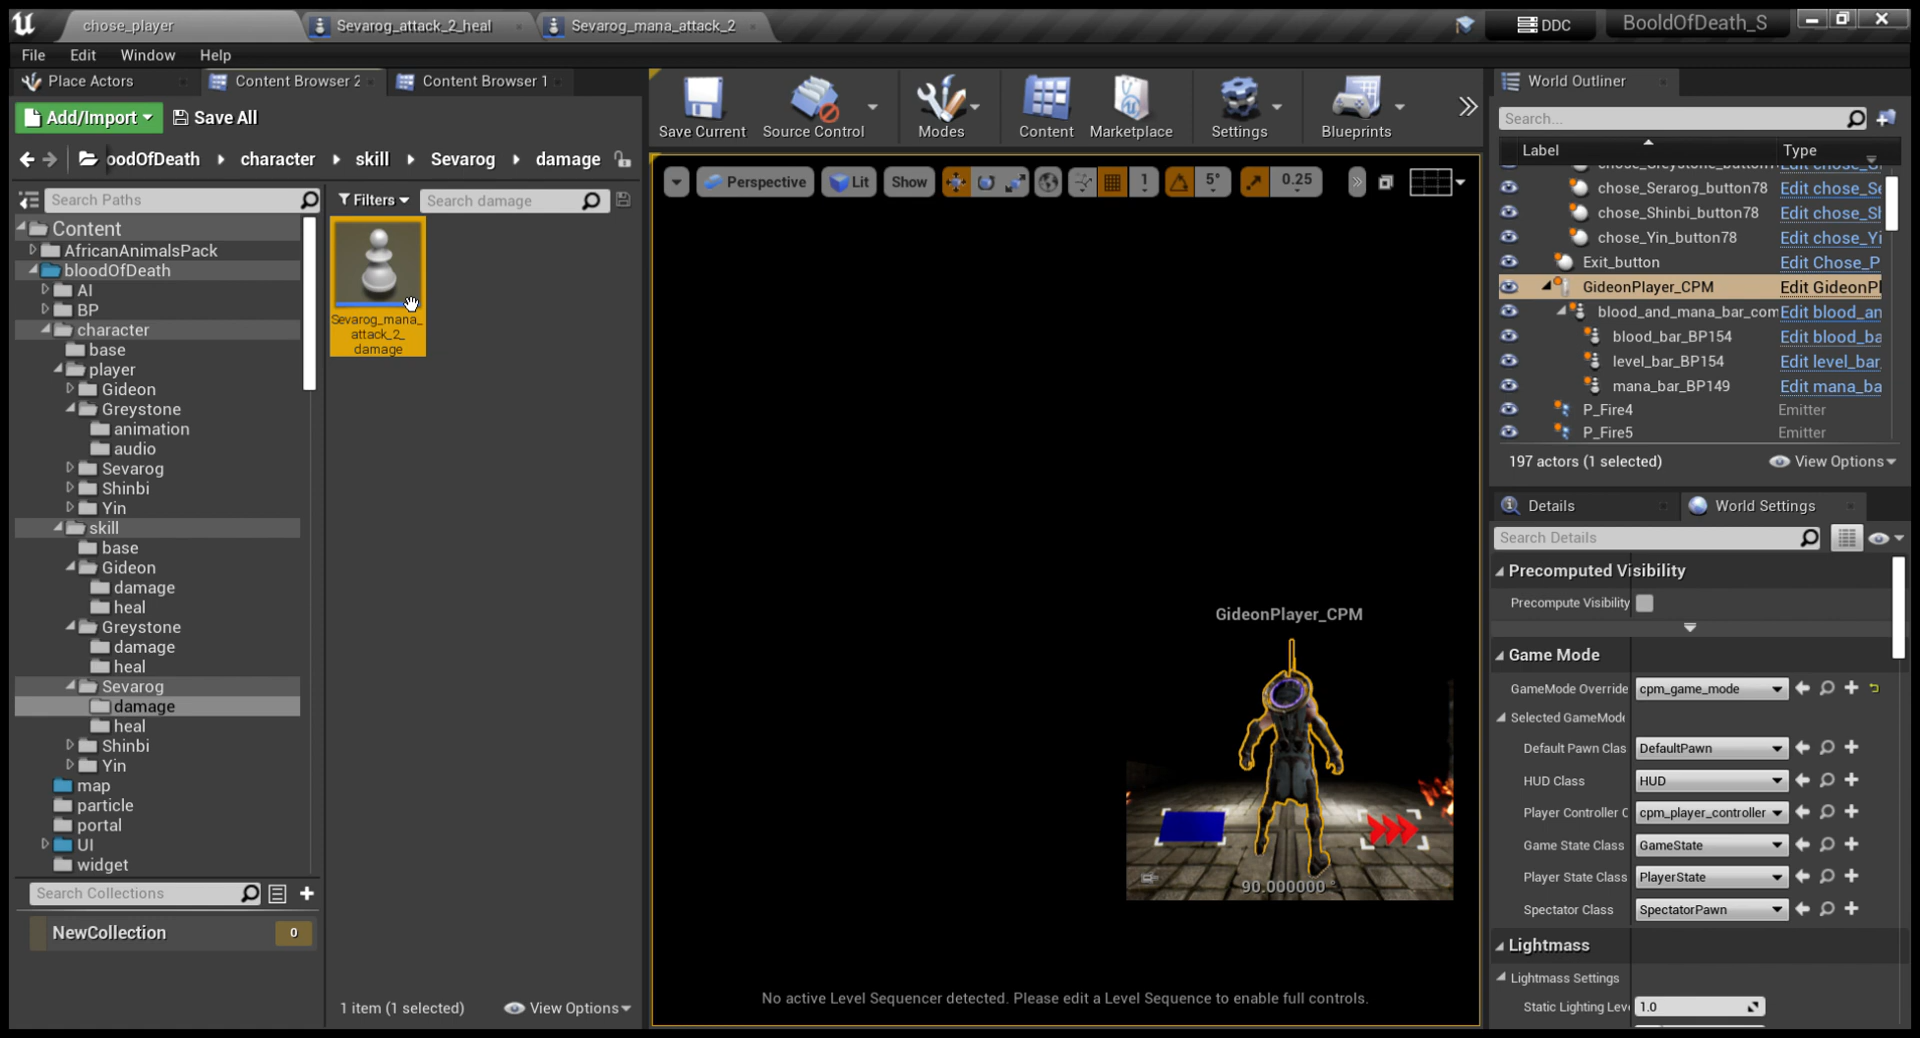 chose_player
Sevarog_attack_2_heal
Sevarog_mana_attack_2
DDC
BooldOfDeath_S
File Edit Window Help
Place Actors
Content Browser 2
Content Browser 1
Add/Import
Save All
oodOfDeath
character
skill
Sevarog
damage
Search Paths
Filters
Search damage
Content
AfricanAnimalsPack
bloodOfDeath
AI
BP
character
base
player
Gideon
Greystone
animation
audio
Sevarog
Shinbi
Yin
skill
base
Gideon
damage
heal
Greystone
damage
heal
Sevarog
damage
heal
Shinbi
Yin
map
particle
portal
UI
widget
Search Collections
NewCollection
0
Sevarog_mana_
attack_2_
damage
1 item (1 selected)
View Options
Save Current
Source Control
Modes
Content
Marketplace
Settings
Blueprints
Perspective
Lit
Show
1
5°
0.25
GideonPlayer_CPM
90.000000 °
No active Level Sequencer detected. Please edit a Level Sequence to enable full controls.
World Outliner
Search...
Label
Type
chose_Serarog_button78 Edit chose_Se
chose_Shinbi_button78 Edit chose_Sh
chose_Yin_button78 Edit chose_Yi
Exit_button Edit Chose_P
GideonPlayer_CPM Edit GideonPl
blood_and_mana_bar_com Edit blood_an
blood_bar_BP154 Edit blood_ba
level_bar_BP154 Edit level_bar_
mana_bar_BP149 Edit mana_ba
P_Fire4 Emitter
P_Fire5 Emitter
197 actors (1 selected)
View Options
Details
World Settings
Search Details
Precomputed Visibility
Precompute Visibility
Game Mode
GameMode Override cpm_game_mode
Selected GameMode
Default Pawn Clas DefaultPawn
HUD Class HUD
Player Controller C cpm_player_controller
Game State Class GameState
Player State Class PlayerState
Spectator Class SpectatorPawn
Lightmass
Lightmass Settings
Static Lighting Leve 1.0